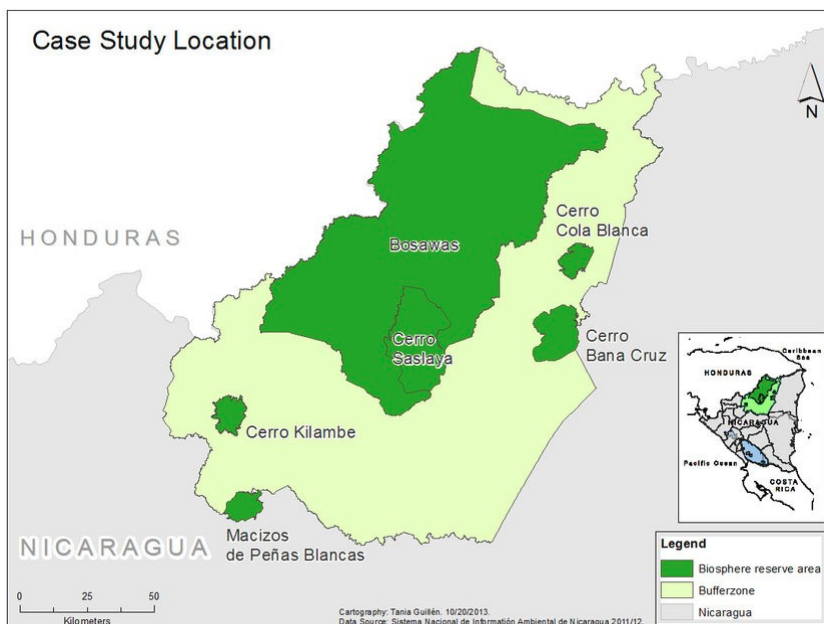 Case Study Location
N
HONDURAS
Bosawas
Cerro
Cola Blanca
Cerro
Saslaya
Cerro
Bana Cruz
Cerro Kilambe
Macizos
de Peñas Blancas
NICARAGUA
Caribbean
Sea
HONDURAS
NICARAGUA
Pacific Ocean
COSTA
RICA
Legend
Biosphere reserve area
Bufferzone
Nicaragua
0 25 50
Kilometers
Cartography: Tania Guillén. 10/20/2013.
Data Source: Sistema Nacional de Información Ambiental de Nicaragua 2011/12.